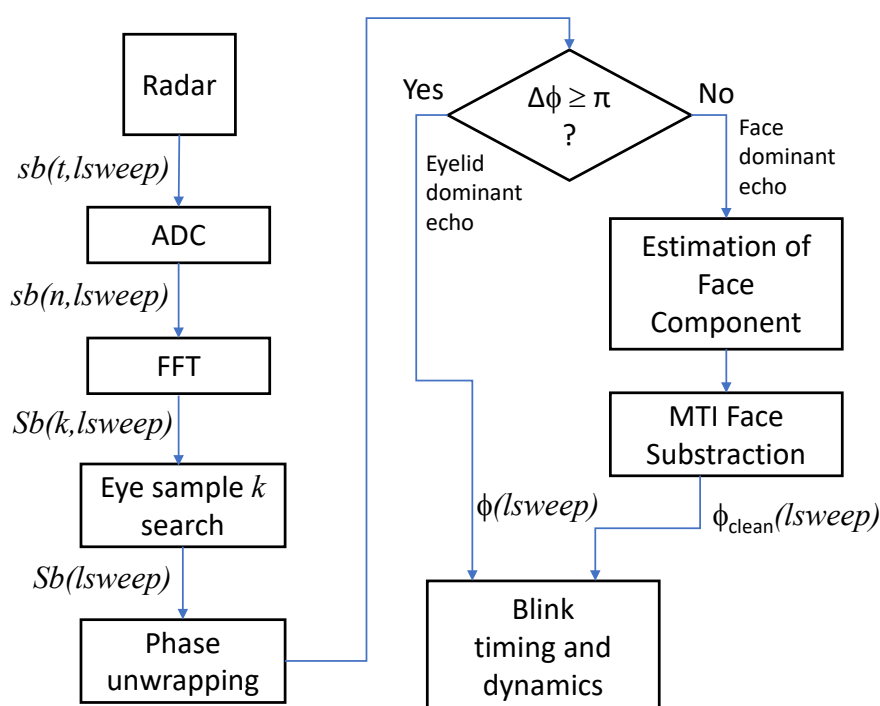 Radar
sb(t,lsweep)
ADC
sb(n,lsweep)
FFT
Sb(k,lsweep)
Eye sample k
search
Sb(lsweep)
Phase
unwrapping
Δϕ ≥ π
?
Yes
No
Eyelid
dominant
echo
Face
dominant
echo
Estimation of
Face
Component
MTI Face
Substraction
ϕ(lsweep)
ϕclean(lsweep)
Blink
timing and
dynamics